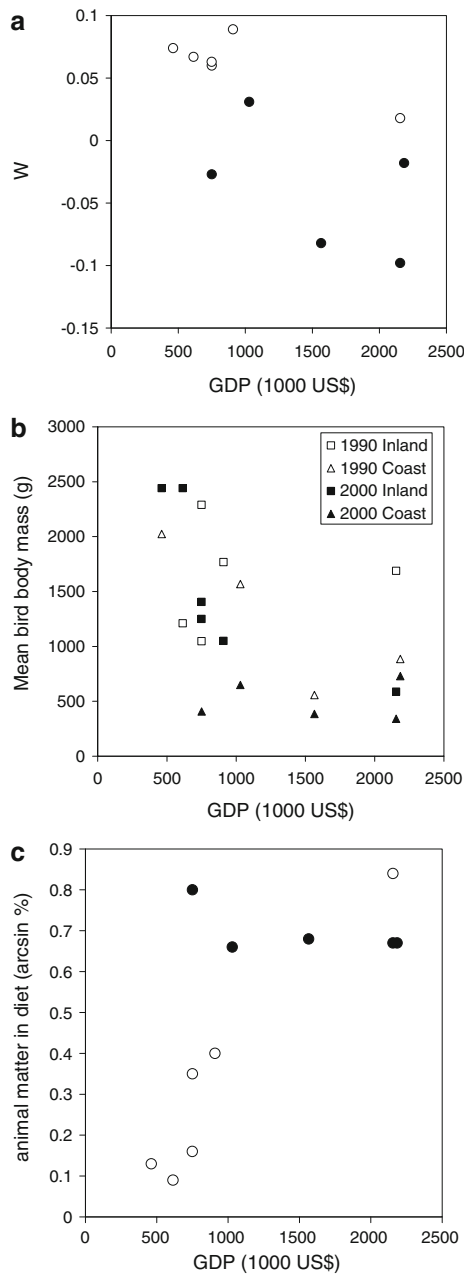 a
0.1
0.05
0
-0.05
-0.1
-0.15
W
0 500 1000 1500 2000 2500
GDP (1000 US$)
b
3000
2500
2000
1500
1000
500
0
Mean bird body mass (g)
1990 Inland
1990 Coast
2000 Inland
2000 Coast
0 500 1000 1500 2000 2500
GDP (1000 US$)
c
0.9
0.8
0.7
0.6
0.5
0.4
0.3
0.2
0.1
0
animal matter in diet (arcsin %)
0 500 1000 1500 2000 2500
GDP (1000 US$)